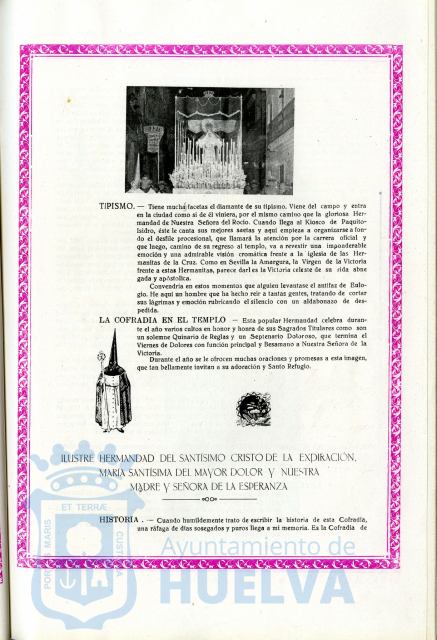 TIPISMO. — Tiene mucha facetas el diamante de su tipismo. Viene del campo y entra
en la ciudad como si de él viniera, por el mismo camino que la gloriosa Her-
mandad de Nuestra Señora del Rocío. Cuando llega al Kiosco de Paquito-
Isidro, éste le canta sus mejores saetas y aquí empieza a organizarse a fon-
do el desfile procesional, que llamará la atención por la carrera oficial y
que luego, camino de su regreso al templo, va a revestir una imponderable
emoción y una admirable visión cromática frente a la iglesia de las Her-
manitas de la Cruz. Como en Sevilla la Amargura, la Virgen de la Victoria
frente a estas Hermanitas, parece darles la Victoria celeste de su vida abne
gada y apóstolica.
Convendría en estos momentos que alguien levantase el antifas de Eulo-
gio. He aquí un hombre que ha hecho reir a tantas gentes, tratando de cortar
sus lágrimas y emoción rubricando el silencio con un aldabonazo de des-
pedida.
LA COFRADIA EN EL TEMPLO — Esta popular Hermandad celebra duran-
te el año varios cultos en honor y honra de sus Sagrados Titulares como son
un solemne Quinario de Reglas y un Septenario Doloroso, que termina el
Viernes de Dolores con función principal y Besamano a Nuestra Señora de la
Victoria.
Durante el año se le ofrecen muchas oraciones y promesas a esta imagen,
que tan bellamente invitan a su adoración y Santo Refugio.
ILUSTRE HERMANDAD DEL SANTÍSIMO CRISTO DE LA EXPIRACIÓN,
MARÍA SANTÍSIMA DEL MAYOR DOLOR Y NUESTRA
MADRE Y SEÑORA DE LA ESPERANZA
HISTORIA . — Cuando humildemente trato de escribir la historia de esta Cofradía,
una ráfaga de días sosegados y puros llega a mi memoria. Es la Cofradía de
PORTUS MARIS ET TERRÆ CUSTODIA
Ayuntamiento de
HUELVA